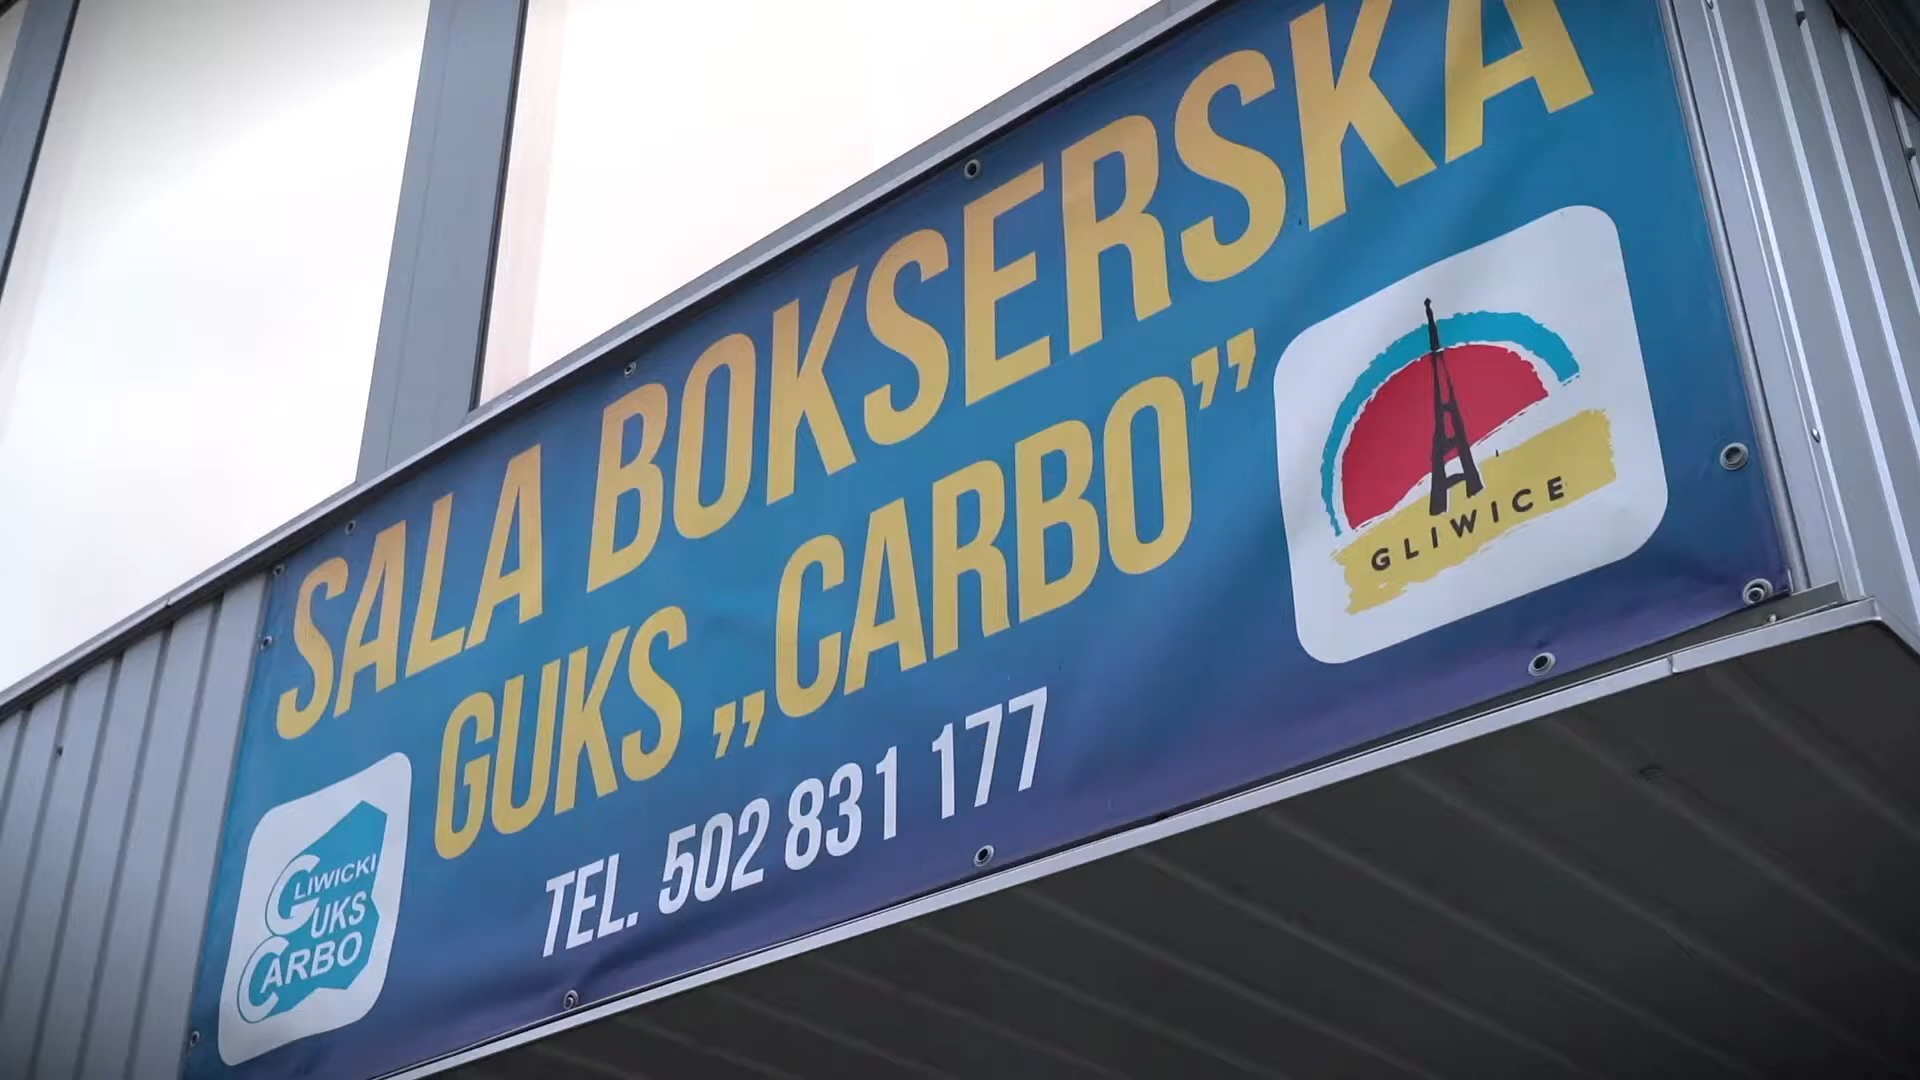 SALA BOKSERSKA
GUKS „CARBO”
TEL. 502 831 177
GLIWICE
GLIWICKI
GUKS
CARBO